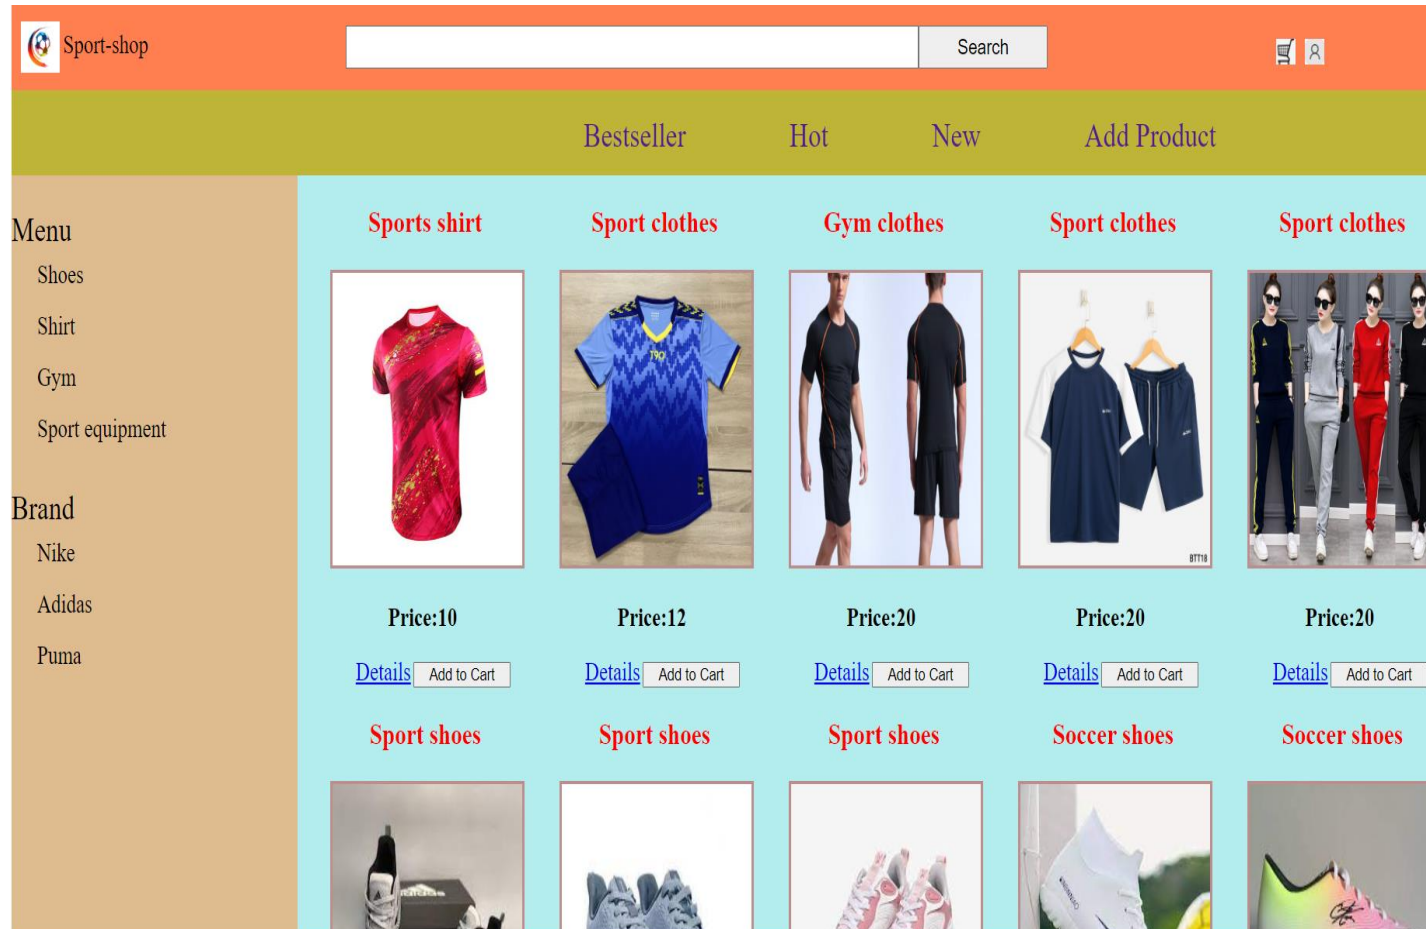 Sport-shop
Search
Bestseller Hot New Add Product
Menu
Shoes
Shirt
Gym
Sport equipment
Brand
Nike
Adidas
Puma
Sports shirt Sport clothes Gym clothes Sport clothes Sport clothes
T90
BTT18
Price:10 Price:12 Price:20 Price:20 Price:20
Details Add to Cart Details Add to Cart Details Add to Cart Details Add to Cart Details Add to Cart
Sport shoes Sport shoes Sport shoes Soccer shoes Soccer shoes
adidas